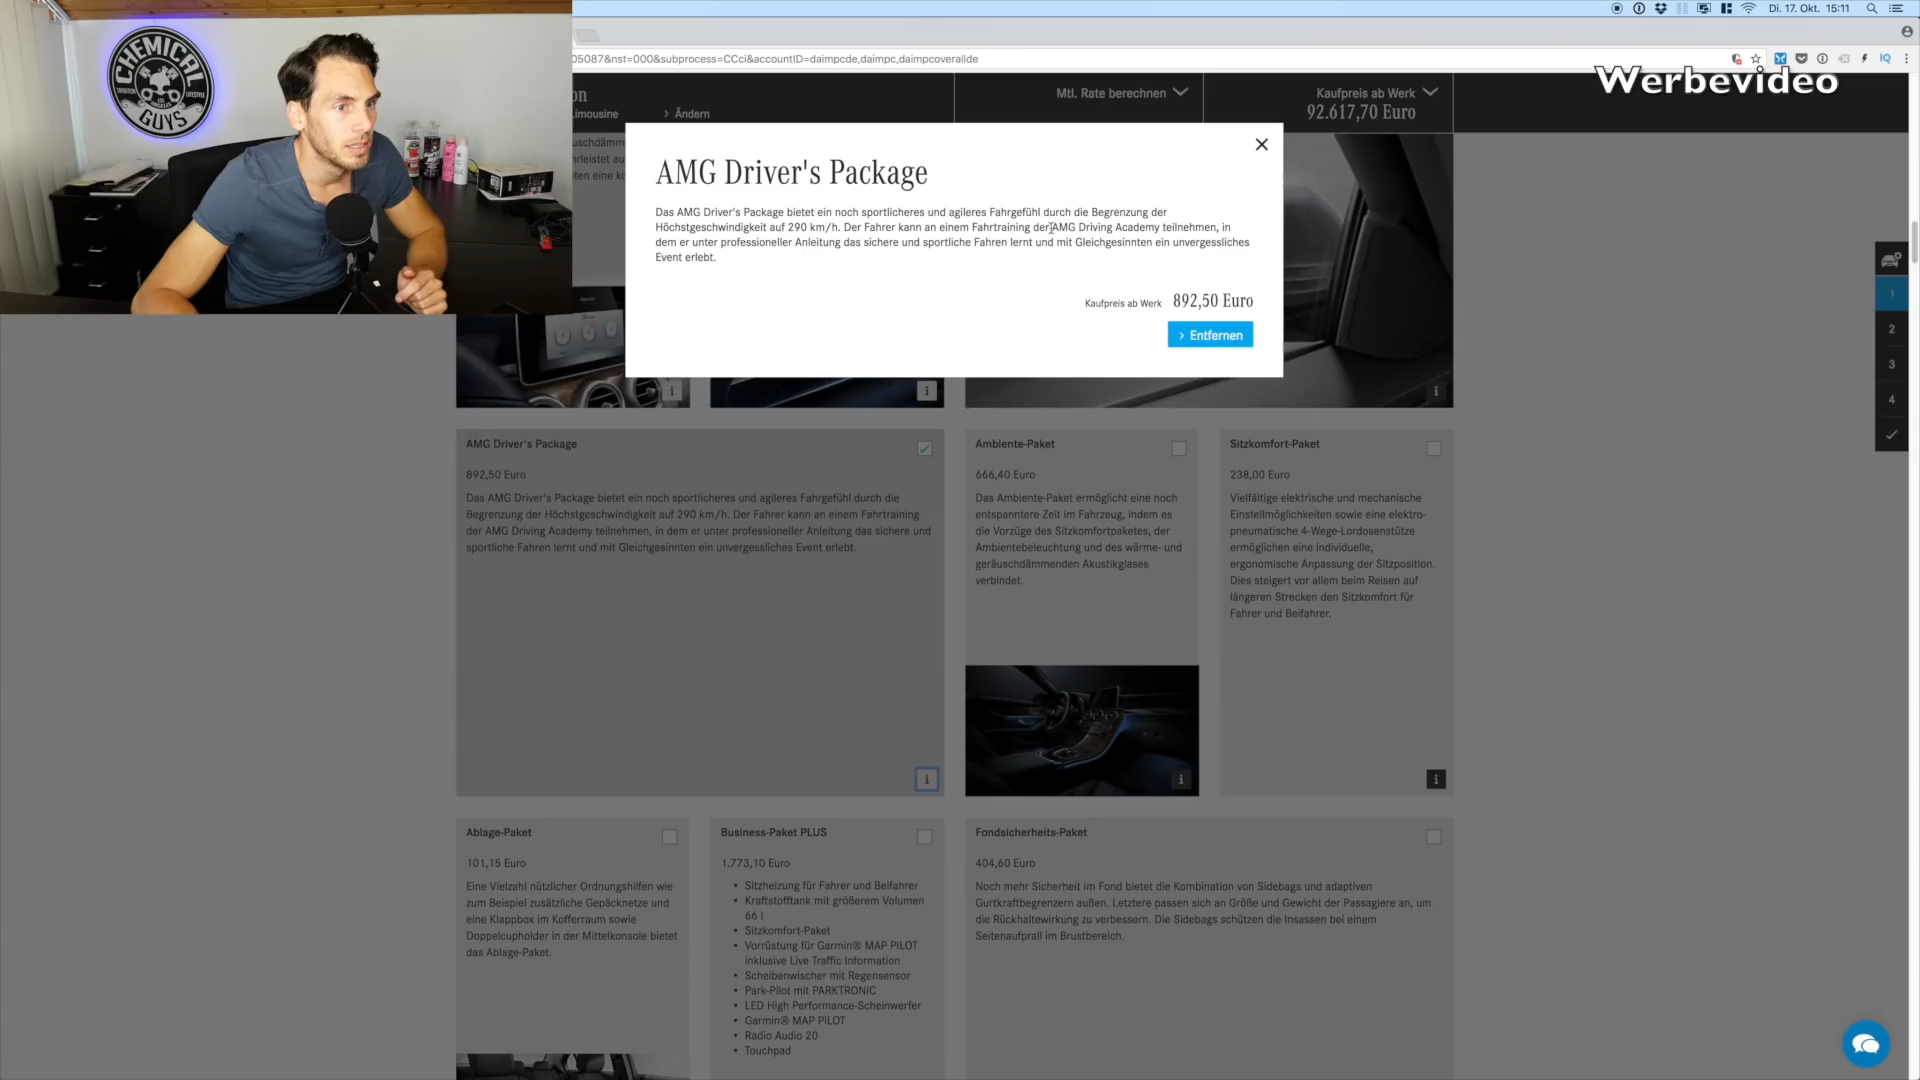 Di. 17. Okt. 15:11
05087&nst=000&subprocess=CCci&accountID=daimpcde,daimpc,daimpcoverallde
Werbevideo
CHEMICAL
GUYS
on
Limousine
Ändern
Mtl. Rate berechnen
Kaufpreis ab Werk
92.617,70 Euro
AMG Driver's Package
Das AMG Driver's Package bietet ein noch sportlicheres und agileres Fahrgefühl durch die Begrenzung der
Höchstgeschwindigkeit auf 290 km/h. Der Fahrer kann an einem Fahrtraining der AMG Driving Academy teilnehmen, in
dem er unter professioneller Anleitung das sichere und sportliche Fahren lernt und mit Gleichgesinnten ein unvergessliches
Event erlebt.
Kaufpreis ab Werk 892,50 Euro
Entfernen
1
2
3
4
AMG Driver's Package
892,50 Euro
Das AMG Driver's Package bietet ein noch sportlicheres und agileres Fahrgefühl durch die
Begrenzung der Höchstgeschwindigkeit auf 290 km/h. Der Fahrer kann an einem Fahrtraining
der AMG Driving Academy teilnehmen, in dem er unter professioneller Anleitung das sichere und
sportliche Fahren lernt und mit Gleichgesinnten ein unvergessliches Event erlebt.
Ambiente-Paket
666,40 Euro
Das Ambiente-Paket ermöglicht eine noch
entspanntere Zeit im Fahrzeug, indem es
die Vorzüge des Sitzkomfortpaketes, der
Ambientebeleuchtung und des wärme- und
geräuschdämmenden Akustikglases
verbindet.
Sitzkomfort-Paket
238,00 Euro
Vielfältige elektrische und mechanische
Einstellmöglichkeiten sowie eine elektro-
pneumatische 4-Wege-Lordosenstütze
ermöglichen eine individuelle,
ergonomische Anpassung der Sitzposition.
Dies steigert vor allem beim Reisen auf
längeren Strecken den Sitzkomfort für
Fahrer und Beifahrer.
Ablage-Paket
101,15 Euro
Eine Vielzahl nützlicher Ordnungshilfen wie
zum Beispiel zusätzliche Gepäcknetze und
eine Klappbox im Kofferraum sowie
Doppelcupholder in der Mittelkonsole bietet
das Ablage-Paket.
Business-Paket PLUS
1.773,10 Euro
• Sitzheizung für Fahrer und Beifahrer
• Kraftstofftank mit größerem Volumen
66 l
• Sitzkomfort-Paket
• Vorrüstung für Garmin® MAP PILOT
inklusive Live Traffic Information
• Scheibenwischer mit Regensensor
• Park-Pilot mit PARKTRONIC
• LED High Performance-Scheinwerfer
• Garmin® MAP PILOT
• Radio Audio 20
• Touchpad
Fondsicherheits-Paket
404,60 Euro
Noch mehr Sicherheit im Fond bietet die Kombination von Sidebags und adaptiven
Gurtkraftbegrenzern außen. Letztere passen sich an Größe und Gewicht der Passagiere an, um
die Rückhaltewirkung zu verbessern. Die Sidebags schützen die Insassen bei einem
Seitenaufprall im Brustbereich.